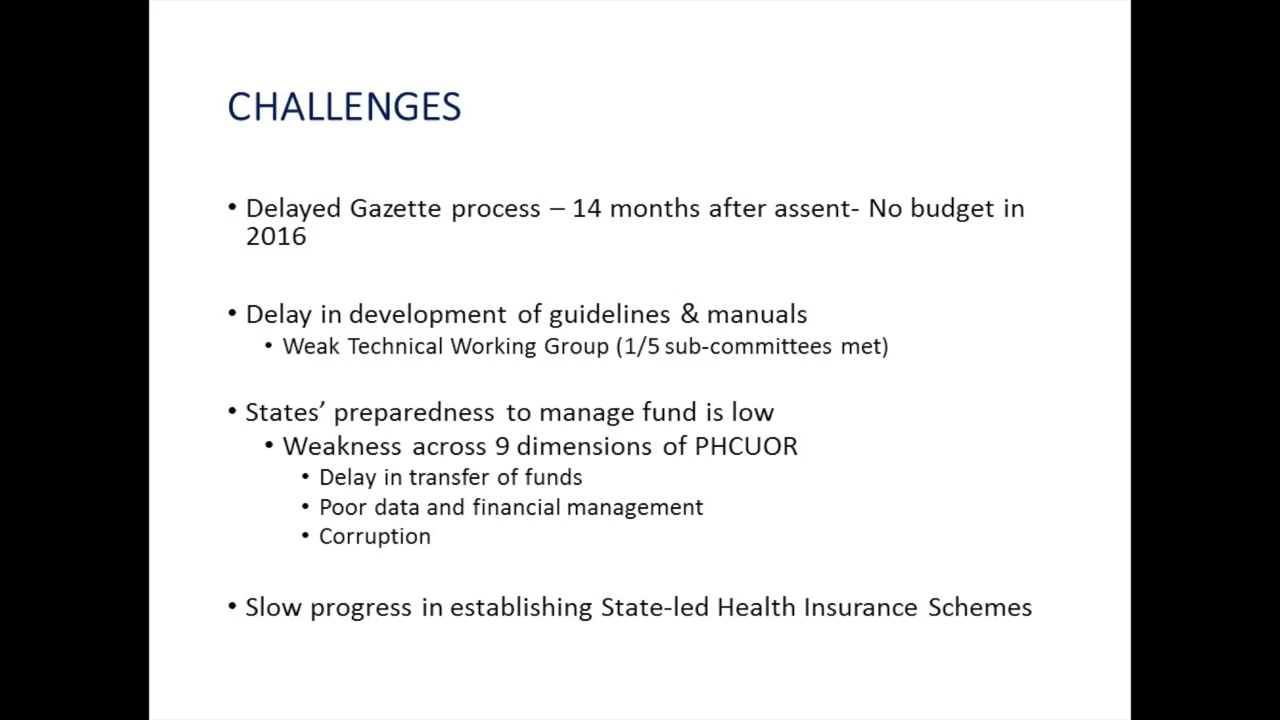 CHALLENGES
• Delayed Gazette process – 14 months after assent- No budget in
2016
• Delay in development of guidelines & manuals
• Weak Technical Working Group (1/5 sub-committees met)
• States’ preparedness to manage fund is low
• Weakness across 9 dimensions of PHCUOR
• Delay in transfer of funds
• Poor data and financial management
• Corruption
• Slow progress in establishing State-led Health Insurance Schemes